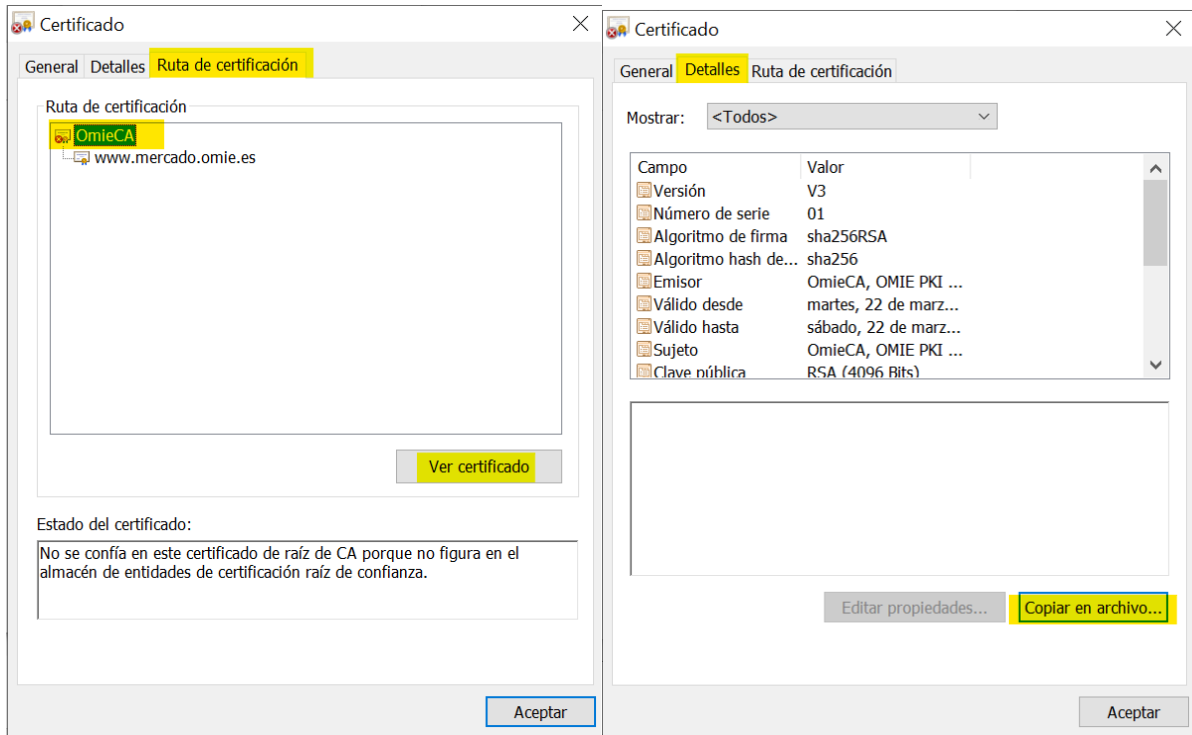 Certificado
General Detalles Ruta de certificación
Ruta de certificación
OmieCA
www.mercado.omie.es
Ver certificado
Estado del certificado:
No se confía en este certificado de raíz de CA porque no figura en el
almacén de entidades de certificación raíz de confianza.
Aceptar
Certificado
General Detalles Ruta de certificación
Mostrar: <Todos>
Campo Valor
Versión V3
Número de serie 01
Algoritmo de firma sha256RSA
Algoritmo hash de... sha256
Emisor OmieCA, OMIE PKI ...
Válido desde martes, 22 de marz...
Válido hasta sábado, 22 de marz...
Sujeto OmieCA, OMIE PKI ...
Clave pública RSA (4096 Bits)
Editar propiedades... Copiar en archivo...
Aceptar